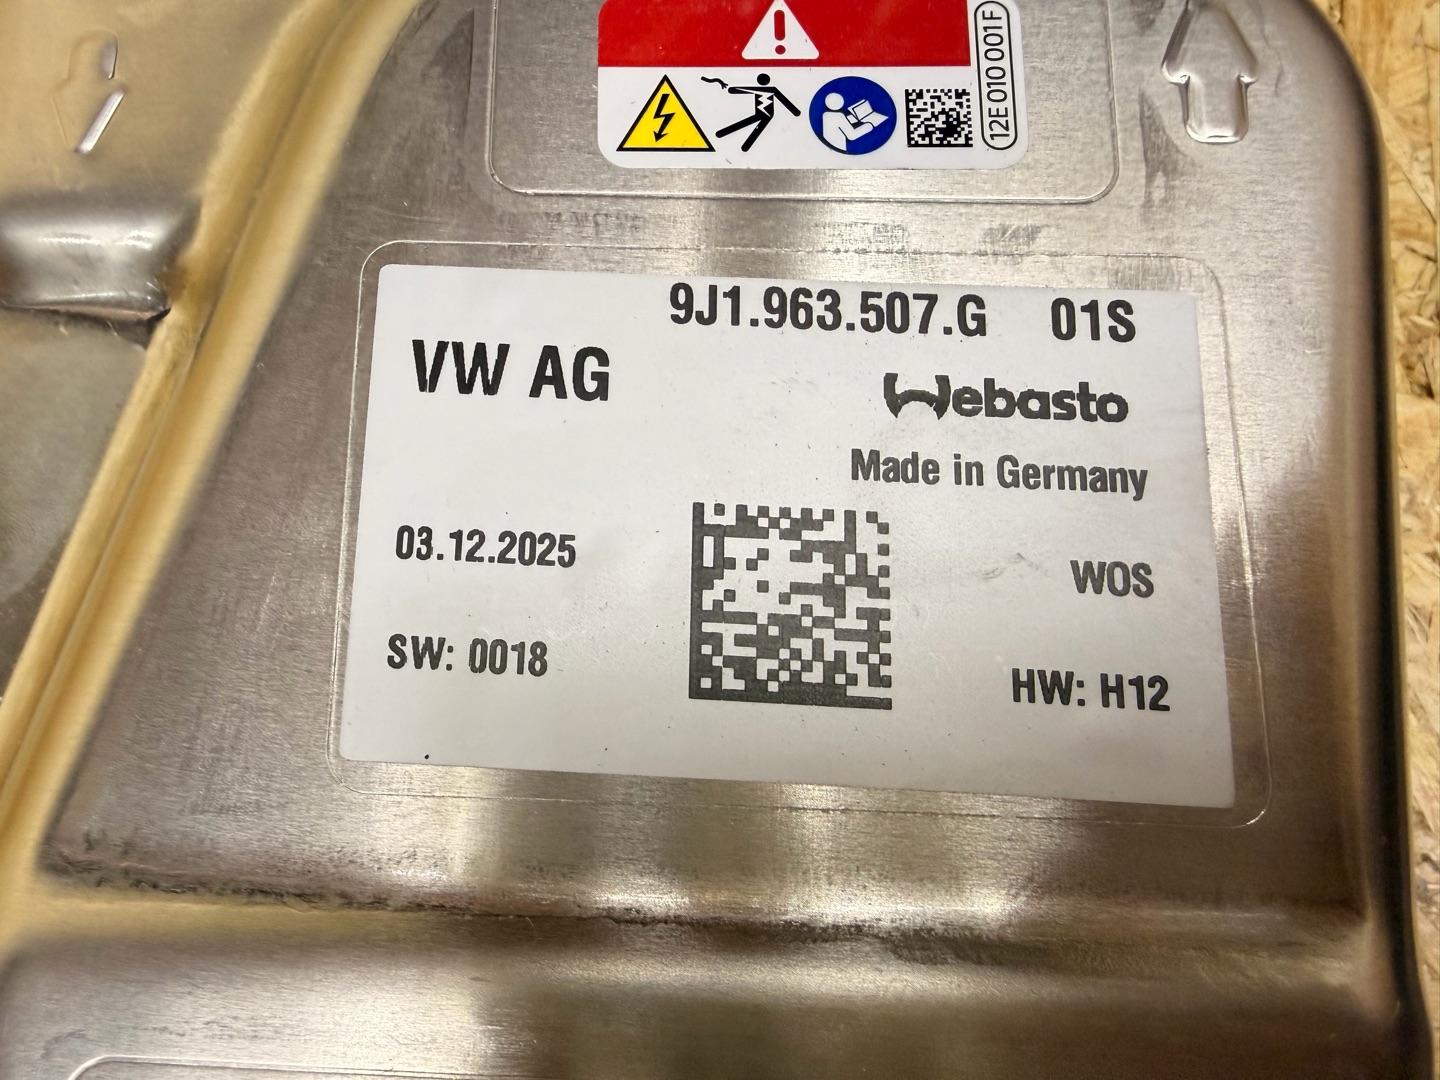 12E 010 001 F
9J1.963.507.G 01S
VW AG
Webasto
Made in Germany
03.12.2025
WOS
SW: 0018
HW: H12